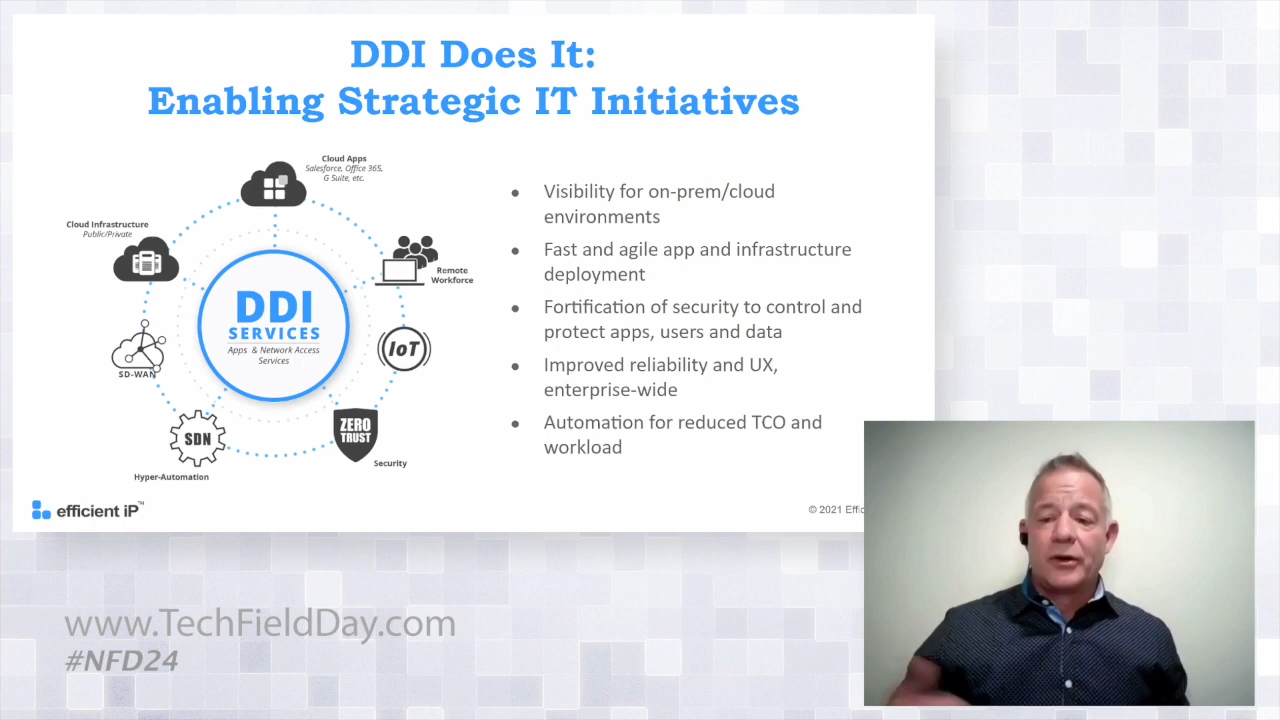 DDI Does It:
Enabling Strategic IT Initiatives
Cloud Apps
Salesforce, Office 365,
G Suite, etc.
Cloud Infrastructure
Public/Private
Remote
Workforce
DDI
SERVICES
Apps & Network Access
Services
IoT
SD-WAN
SDN
Hyper-Automation
ZERO
TRUST
Security
• Visibility for on-prem/cloud
environments
• Fast and agile app and infrastructure
deployment
• Fortification of security to control and
protect apps, users and data
• Improved reliability and UX,
enterprise-wide
• Automation for reduced TCO and
workload
efficient iP™
© 2021 Effic
www.TechFieldDay.com
#NFD24